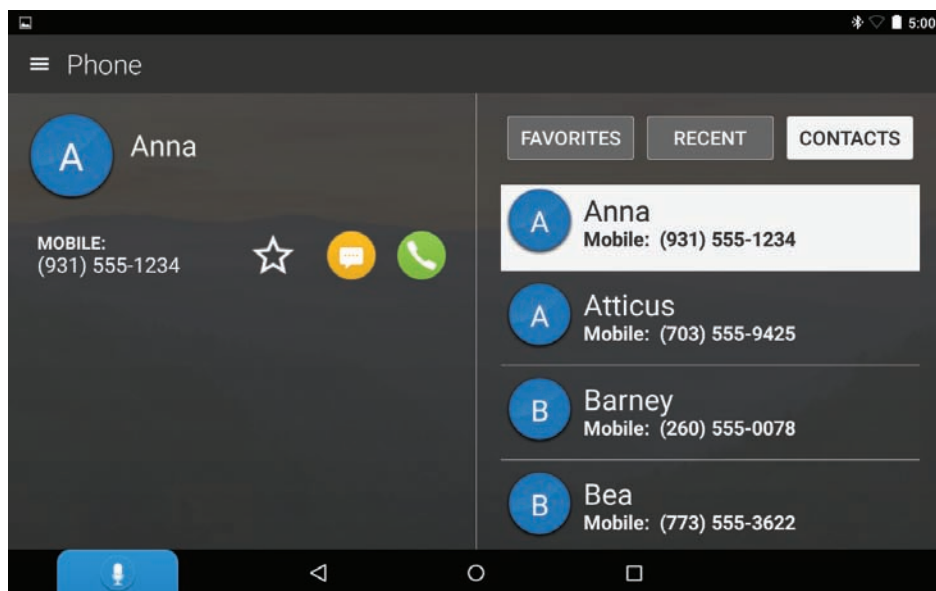 5:00
Phone
A
Anna
MOBILE:
(931) 555-1234
FAVORITES RECENT CONTACTS
A
Anna
Mobile: (931) 555-1234
A
Atticus
Mobile: (703) 555-9425
B
Barney
Mobile: (260) 555-0078
B
Bea
Mobile: (773) 555-3622